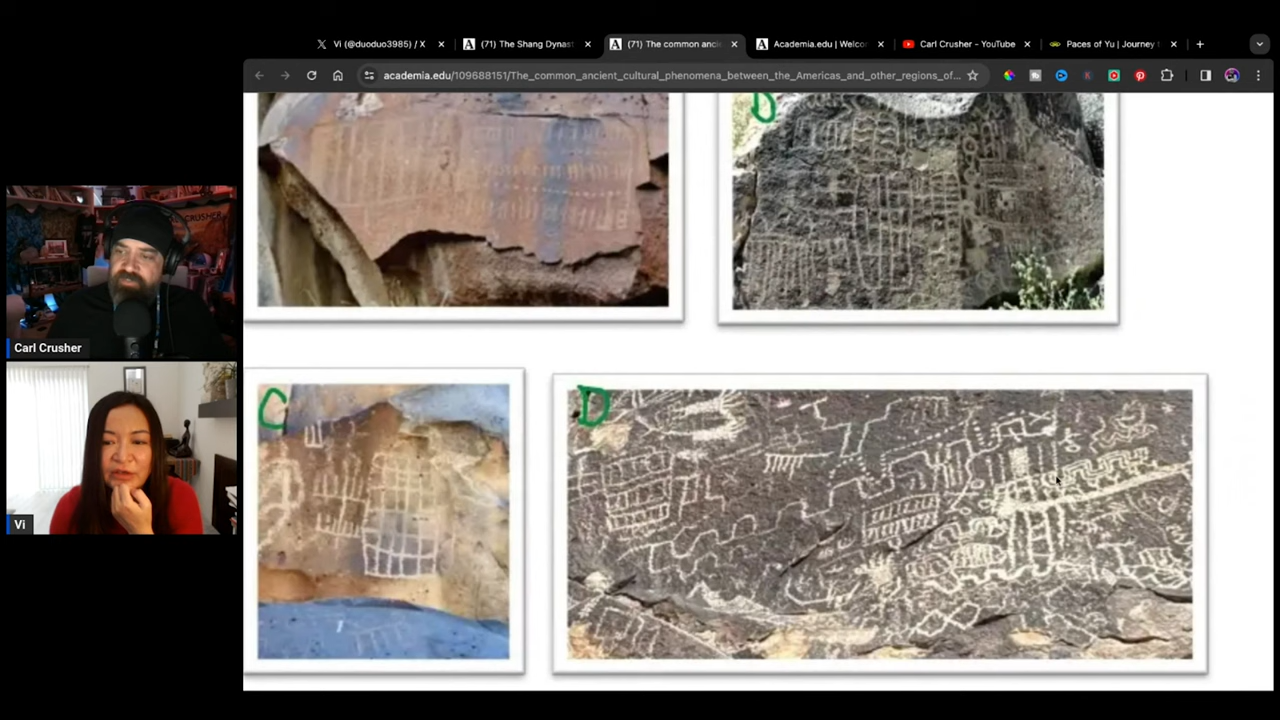 Vi (@duoduo3985) / X
(71) The Shang Dynast
(71) The common anci
Academia.edu | Welco
Carl Crusher - YouTube
Paces of Yu | Journey t
academia.edu/109688151/The_common_ancient_cultural_phenomena_between_the_Americas_and_other_regions_of...
CRUSHER
Carl Crusher
Vi
C
D